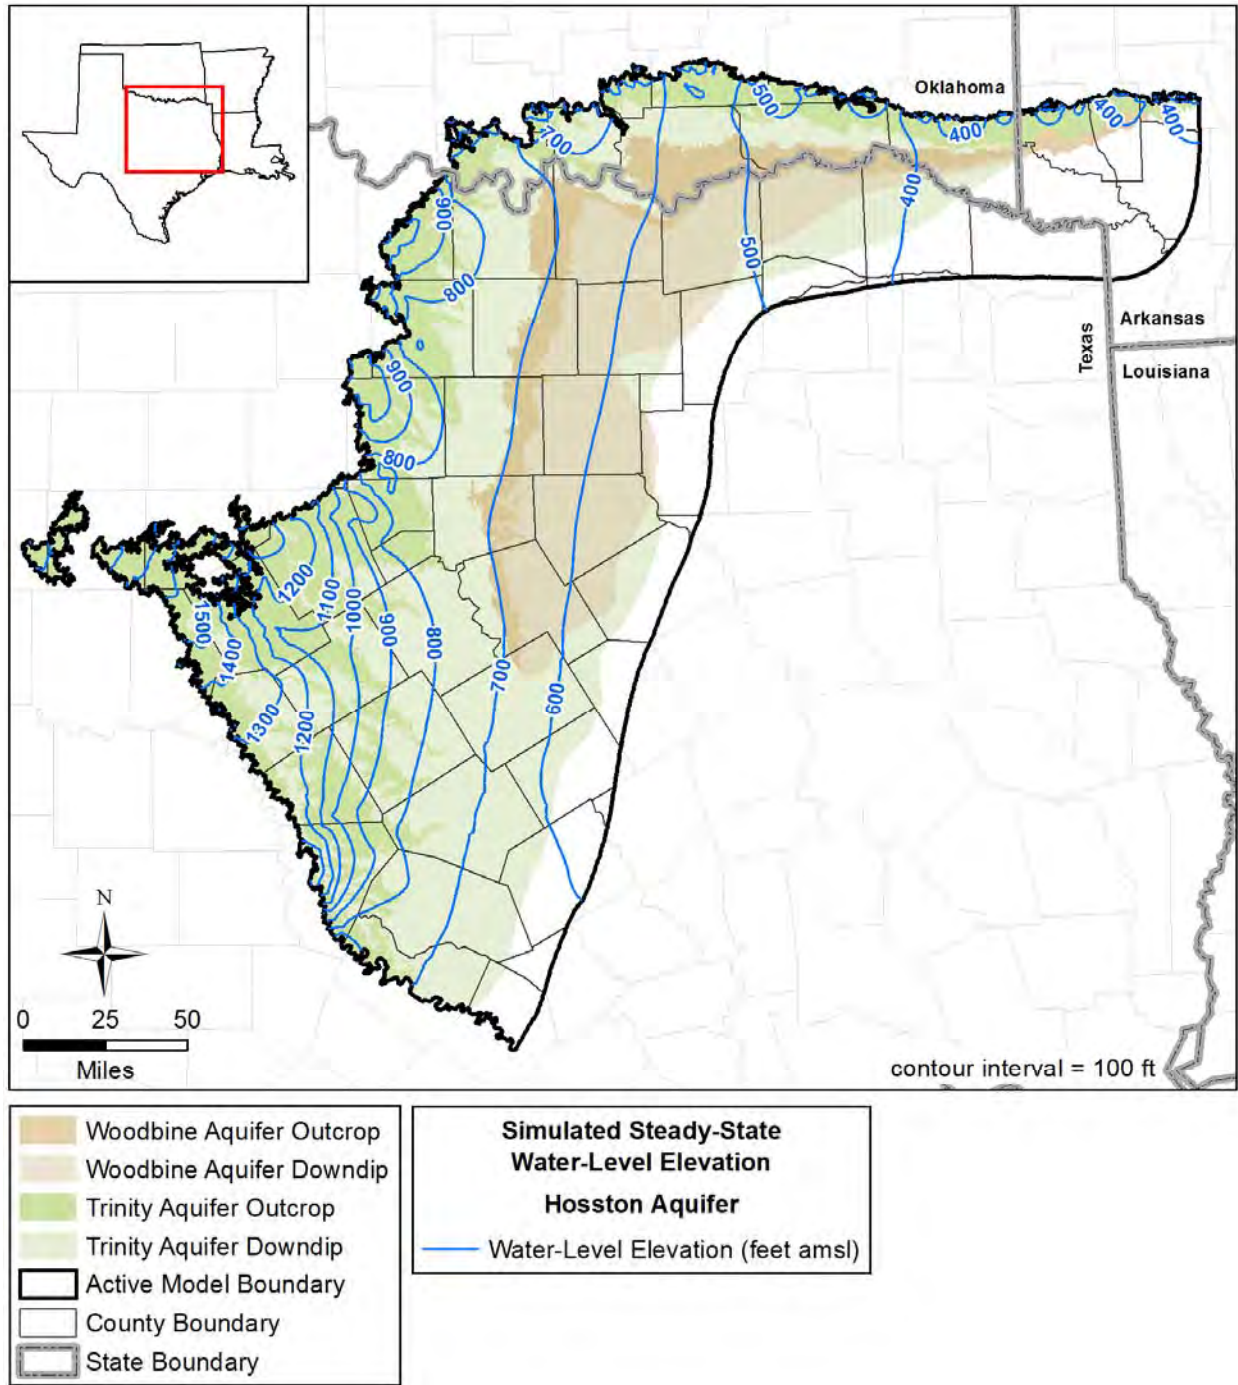 Oklahoma
500
700
400
400
400
900
400
500
800
Arkansas
Texas
Louisiana
900
800
1200
1100
1500
1000
900
800
1400
700
600
1300
1200
N
0 25 50
Miles
contour interval = 100 ft
Woodbine Aquifer Outcrop
Woodbine Aquifer Downdip
Trinity Aquifer Outcrop
Trinity Aquifer Downdip
Active Model Boundary
County Boundary
State Boundary
Simulated Steady-State
Water-Level Elevation
Hosston Aquifer
Water-Level Elevation (feet amsl)